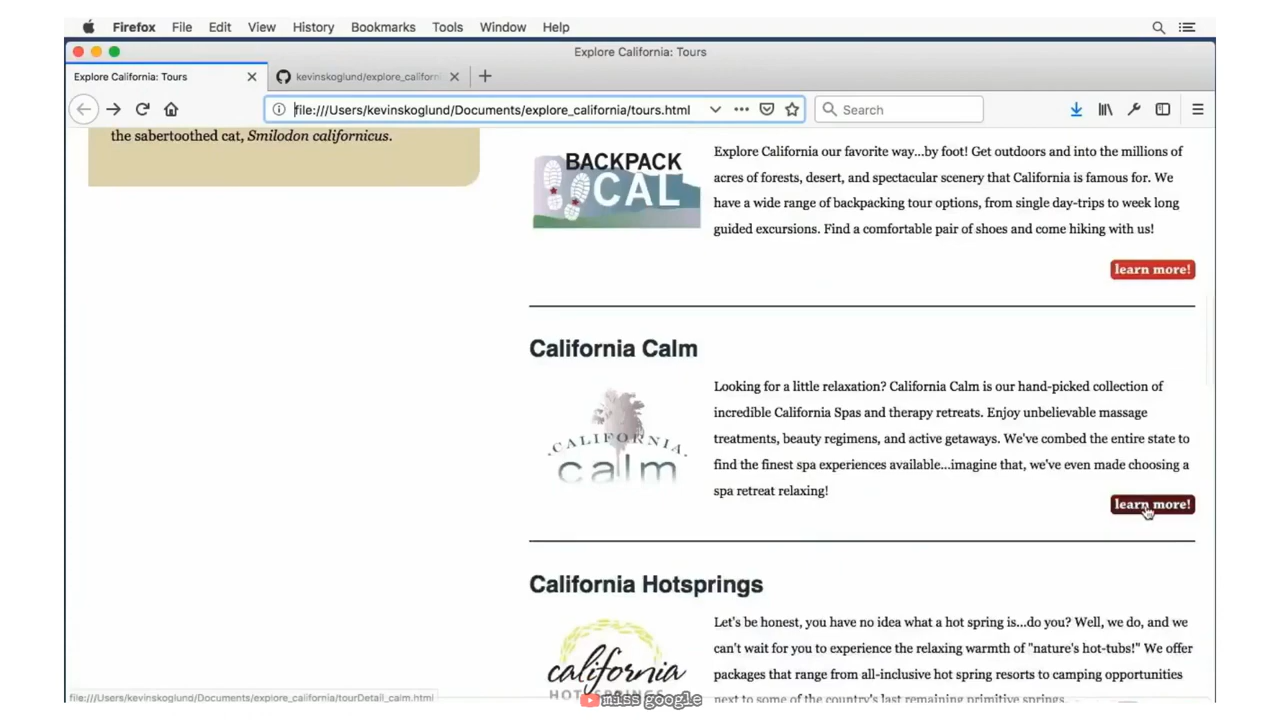 Firefox File Edit View History Bookmarks Tools Window Help
Explore California: Tours
Explore California: Tours
kevinskoglund/explore_californi
file:///Users/kevinskoglund/Documents/explore_california/tours.html
Search
the sabertoothed cat, Smilodon californicus.
BACKPACK
CAL
Explore California our favorite way...by foot! Get outdoors and into the millions of
acres of forests, desert, and spectacular scenery that California is famous for. We
have a wide range of backpacking tour options, from single day-trips to week long
guided excursions. Find a comfortable pair of shoes and come hiking with us!
learn more!
California Calm
CALIFORNIA
calm
Looking for a little relaxation? California Calm is our hand-picked collection of
incredible California Spas and therapy retreats. Enjoy unbelievable massage
treatments, beauty regimens, and active getaways. We've combed the entire state to
find the finest spa experiences available...imagine that, we've even made choosing a
spa retreat relaxing!
learn more!
California Hotsprings
california
HOTSPRINGS
Let's be honest, you have no idea what a hot spring is...do you? Well, we do, and we
can't wait for you to experience the relaxing warmth of "nature's hot-tubs!" We offer
packages that range from all-inclusive hot spring resorts to camping opportunities
next to some of the country's last remaining primitive springs.
file:///Users/kevinskoglund/Documents/explore_california/tourDetail_calm.html
miss google